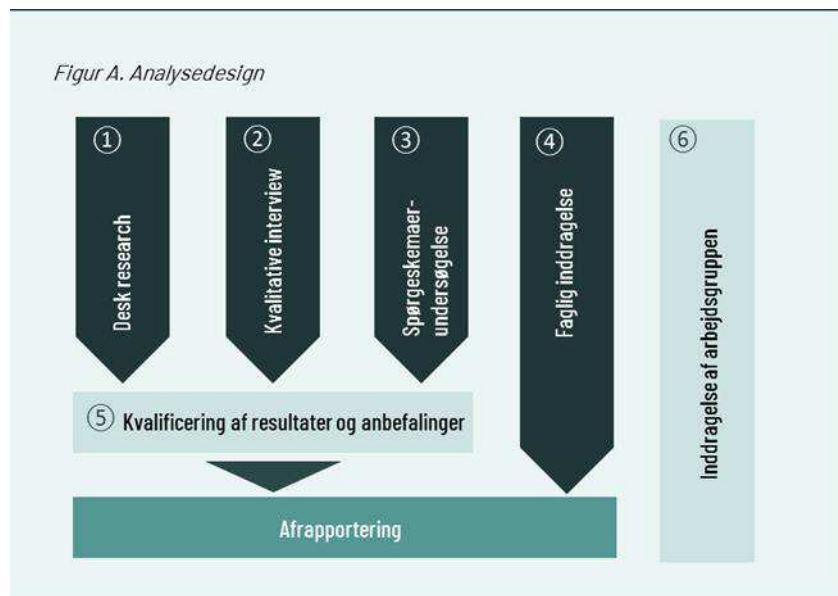 Figur A. Analysedesign
①
Desk research
②
Kvalitative interview
③
Spørgeskemaer-
undersøgelse
④
Faglig inddragelse
⑥
Inddragelse af arbejdsgruppen
⑤ Kvalificering af resultater og anbefalinger
Afrapportering